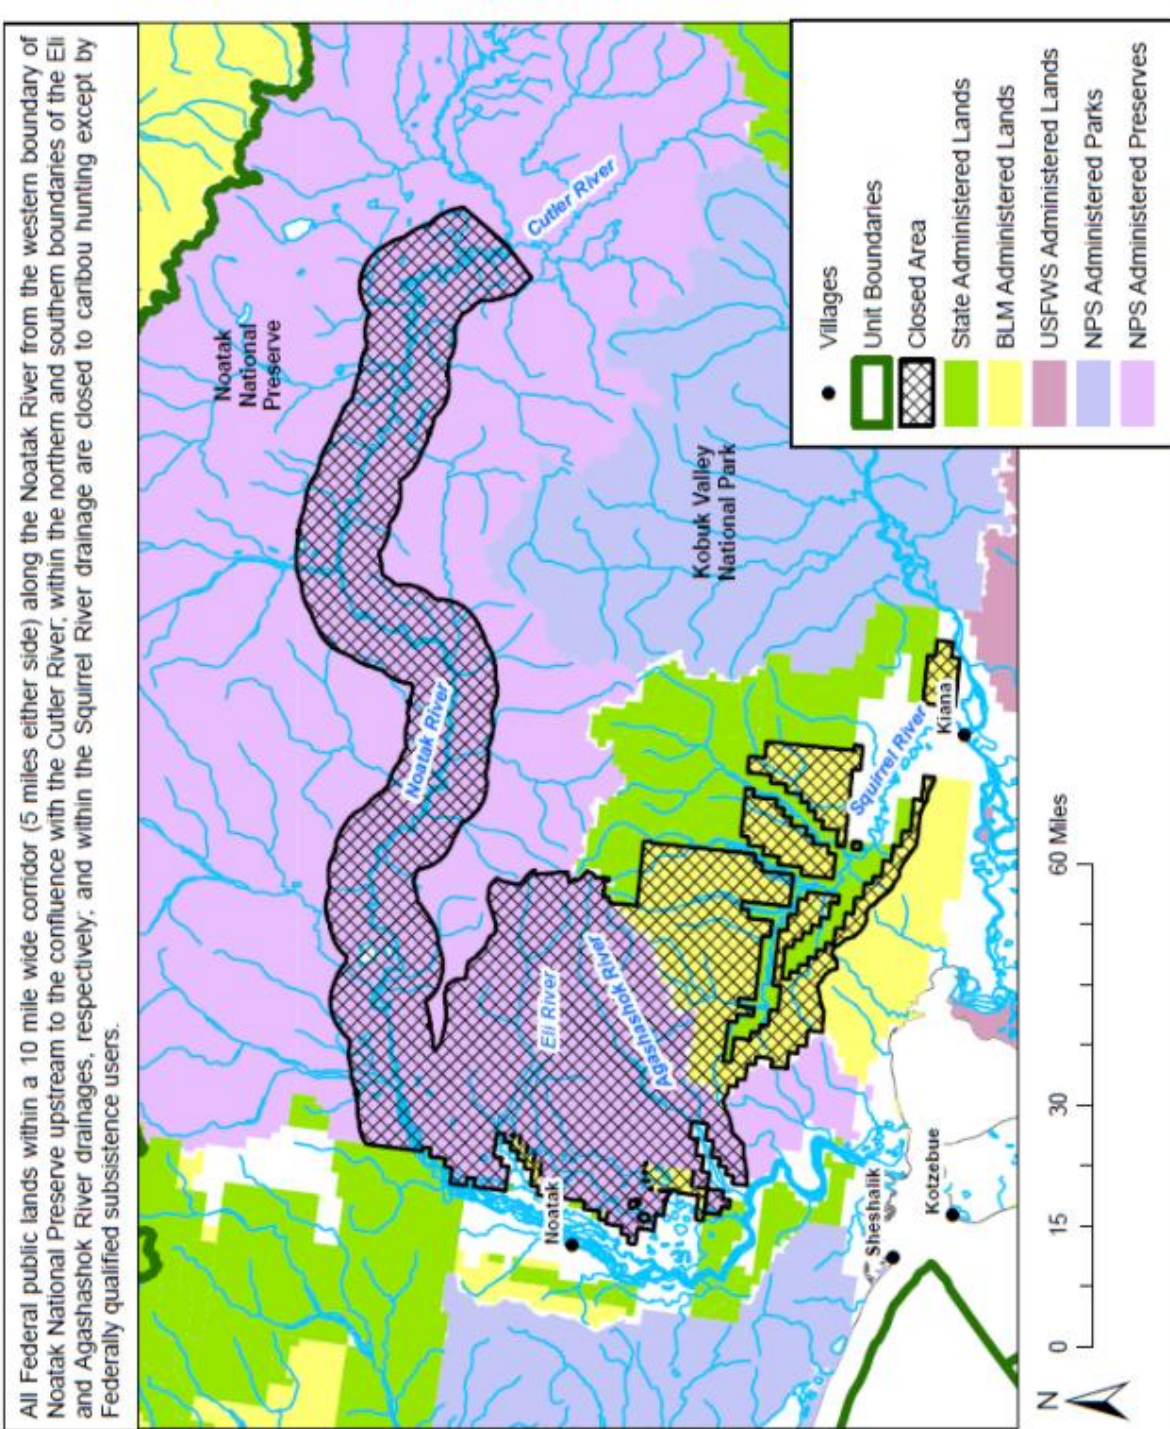 All Federal public lands within a 10 mile wide corridor (5 miles either side) along the Noatak River from the western boundary of
Noatak National Preserve upstream to the confluence with the Cutler River; within the northern and southern boundaries of the Eli
and Agashashok River drainages, respectively; and within the Squirrel River drainage are closed to caribou hunting except by
Federally qualified subsistence users.
Noatak
National
Preserve
Cutler River
Noatak River
Eli River
Agashashok River
Kobuk Valley
National Park
Squirrel River
Kiana
Noatak
Sheshalik
Kotzebue
Villages
Unit Boundaries
Closed Area
State Administered Lands
BLM Administered Lands
USFWS Administered Lands
NPS Administered Parks
NPS Administered Preserves
N
0 15 30 60 Miles